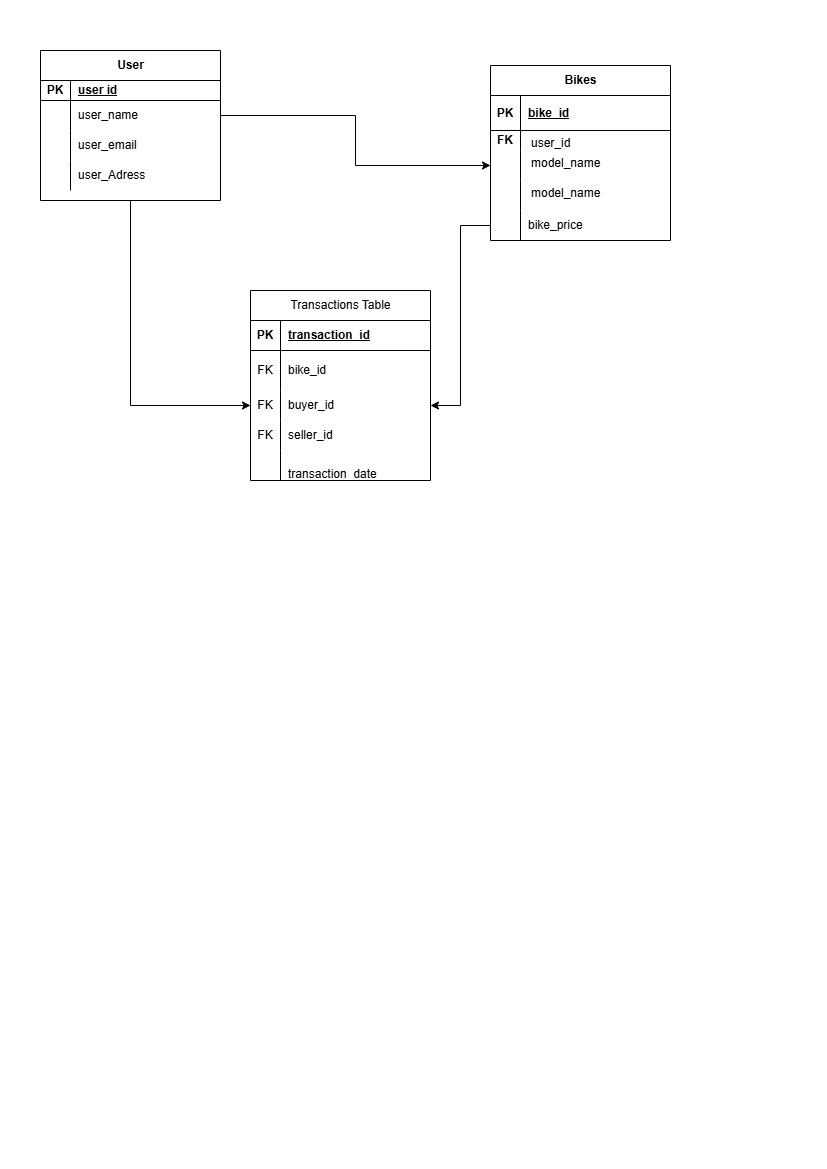 User
PK user id
user_name
user_email
user_Adress
Bikes
PK bike_id
FK user_id
model_name
model_name
bike_price
Transactions Table
PK transaction_id
FK bike_id
FK buyer_id
FK seller_id
transaction_date